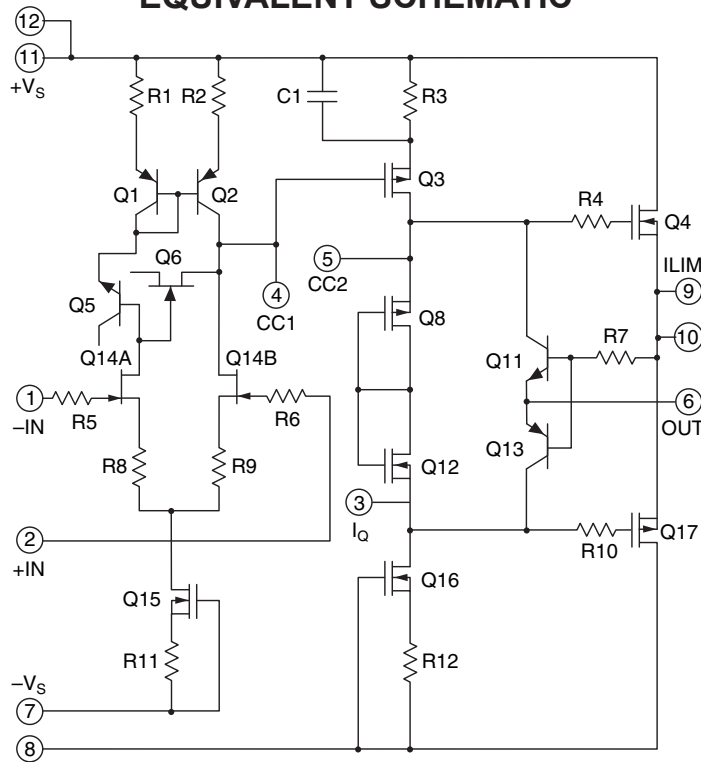 EQUIVALENT SCHEMATIC
12
11
+VS
R1
R2
C1
R3
Q1
Q2
Q3
R4
Q4
Q6
5
CC2
ILIM
9
Q5
4
CC1
Q8
10
Q14A
Q14B
Q11
R7
1
–IN
R5
R6
6
OUT
Q13
R8
R9
Q12
3
IQ
2
+IN
R10
Q17
Q15
Q16
R11
R12
–VS
7
8